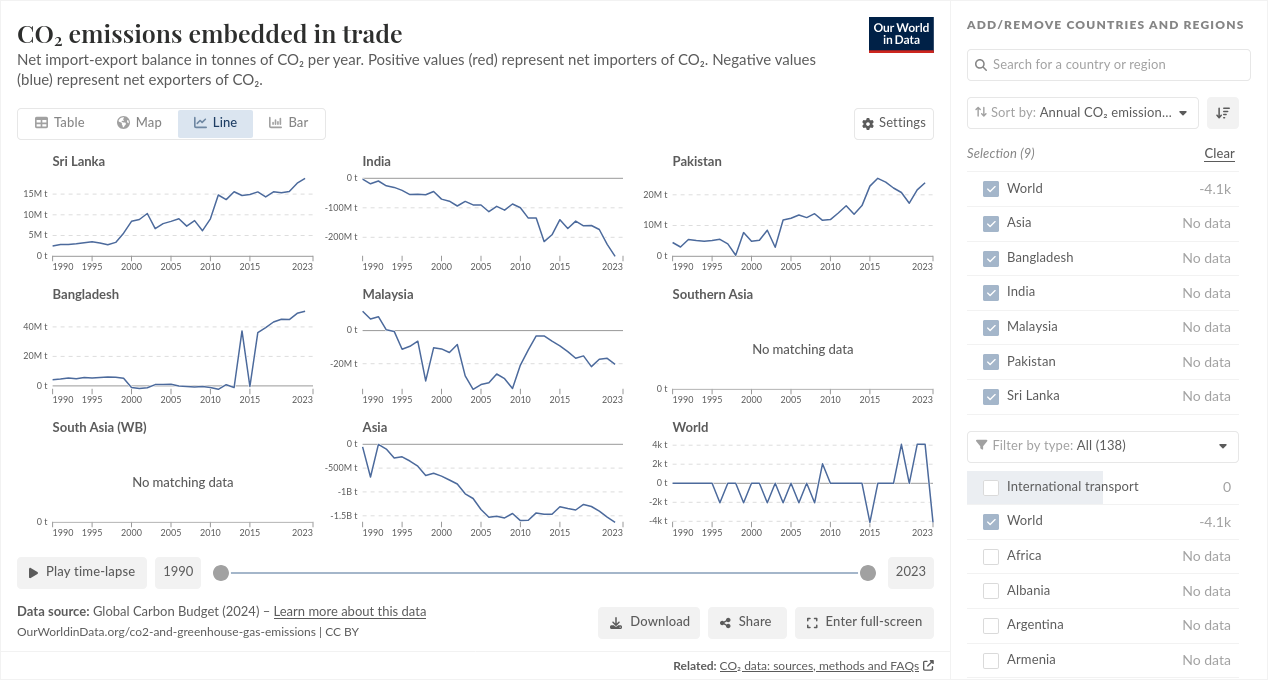 CO₂ emissions embedded in trade
Net import-export balance in tonnes of CO₂ per year. Positive values (red) represent net importers of CO₂. Negative values
(blue) represent net exporters of CO₂.
Our World
in Data
Table
Map
Line
Bar
Settings
Sri Lanka
15M t
10M t
5M t
0 t
1990 1995 2000 2005 2010 2015 2023
India
0 t
-100M t
-200M t
1990 1995 2000 2005 2010 2015 2023
Pakistan
20M t
10M t
0 t
1990 1995 2000 2005 2010 2015 2023
Bangladesh
40M t
20M t
0 t
1990 1995 2000 2005 2010 2015 2023
Malaysia
0 t
-20M t
1990 1995 2000 2005 2010 2015 2023
Southern Asia
No matching data
0 t
1990 1995 2000 2005 2010 2015 2023
South Asia (WB)
No matching data
0 t
1990 1995 2000 2005 2010 2015 2023
Asia
0 t
-500M t
-1B t
-1.5B t
1990 1995 2000 2005 2010 2015 2023
World
4k t
2k t
0 t
-2k t
-4k t
1990 1995 2000 2005 2010 2015 2023
Play time-lapse
1990
2023
Data source: Global Carbon Budget (2024) – Learn more about this data
OurWorldinData.org/co2-and-greenhouse-gas-emissions | CC BY
Download
Share
Enter full-screen
Related: CO₂ data: sources, methods and FAQs
ADD/REMOVE COUNTRIES AND REGIONS
Search for a country or region
Sort by: Annual CO₂ emission...
Selection (9)
Clear
World -4.1k
Asia No data
Bangladesh No data
India No data
Malaysia No data
Pakistan No data
Sri Lanka No data
Filter by type: All (138)
International transport 0
World -4.1k
Africa No data
Albania No data
Argentina No data
Armenia No data